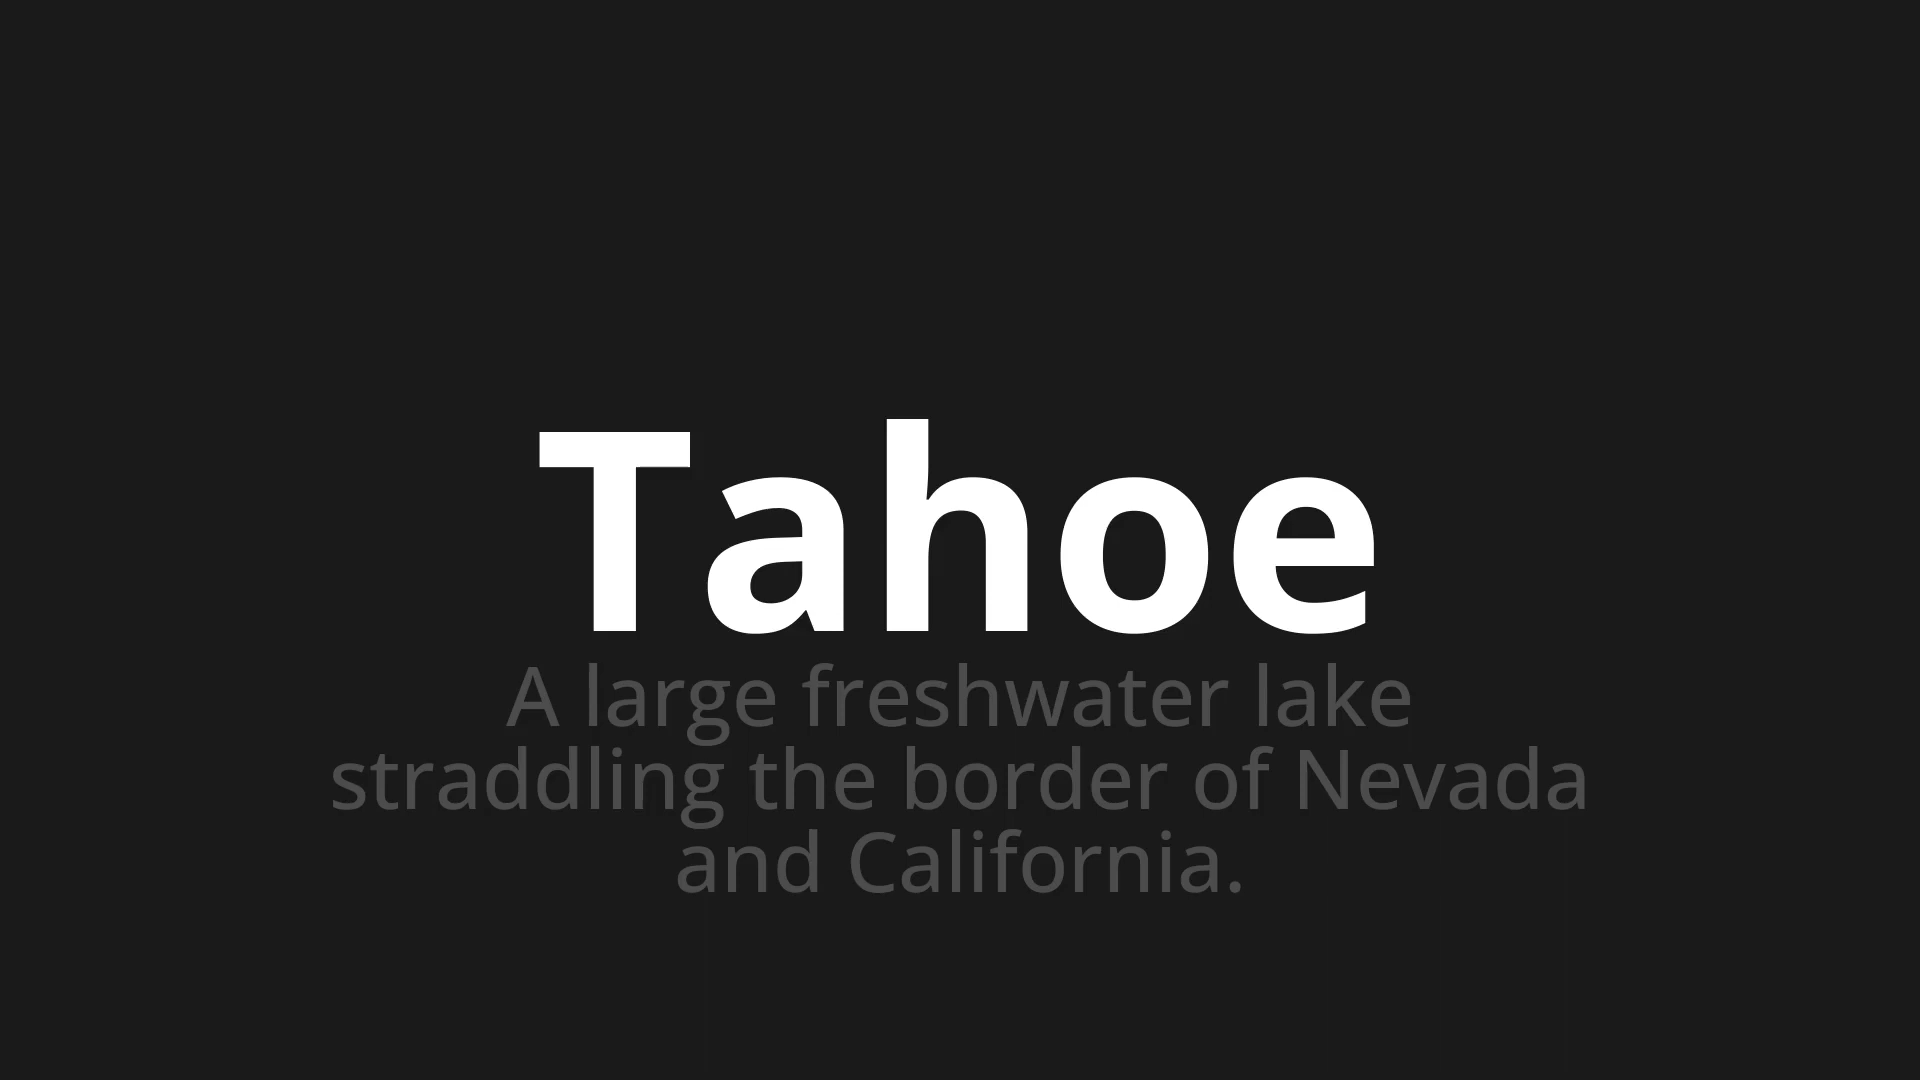 Tahoe
A large freshwater lake
straddling the border of Nevada
and California.